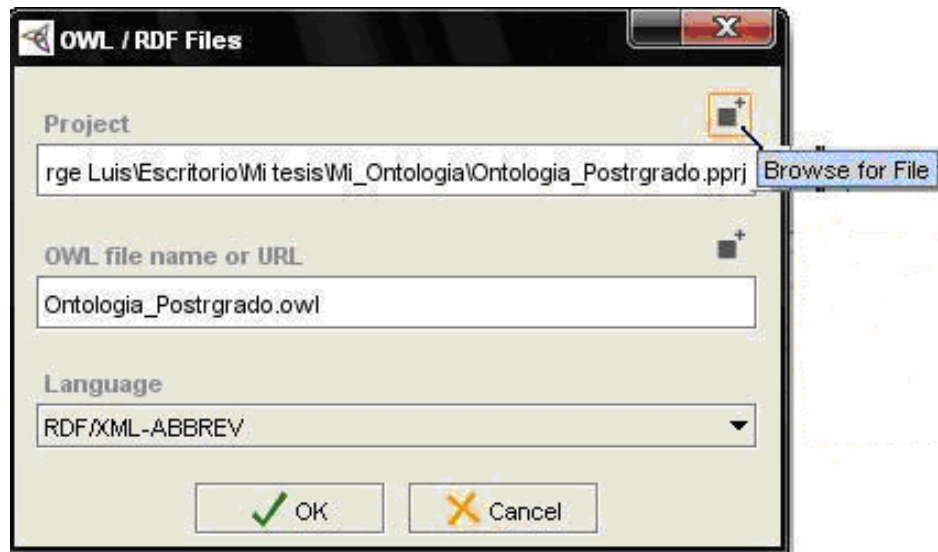 OWL / RDF Files
Project
rge Luis\Escritorio\Mi tesis\Mi_Ontologia\Ontologia_Postrgrado.pprj
Browse for File
OWL file name or URL
Ontologia_Postrgrado.owl
Language
RDF/XML-ABBREV
OK
Cancel